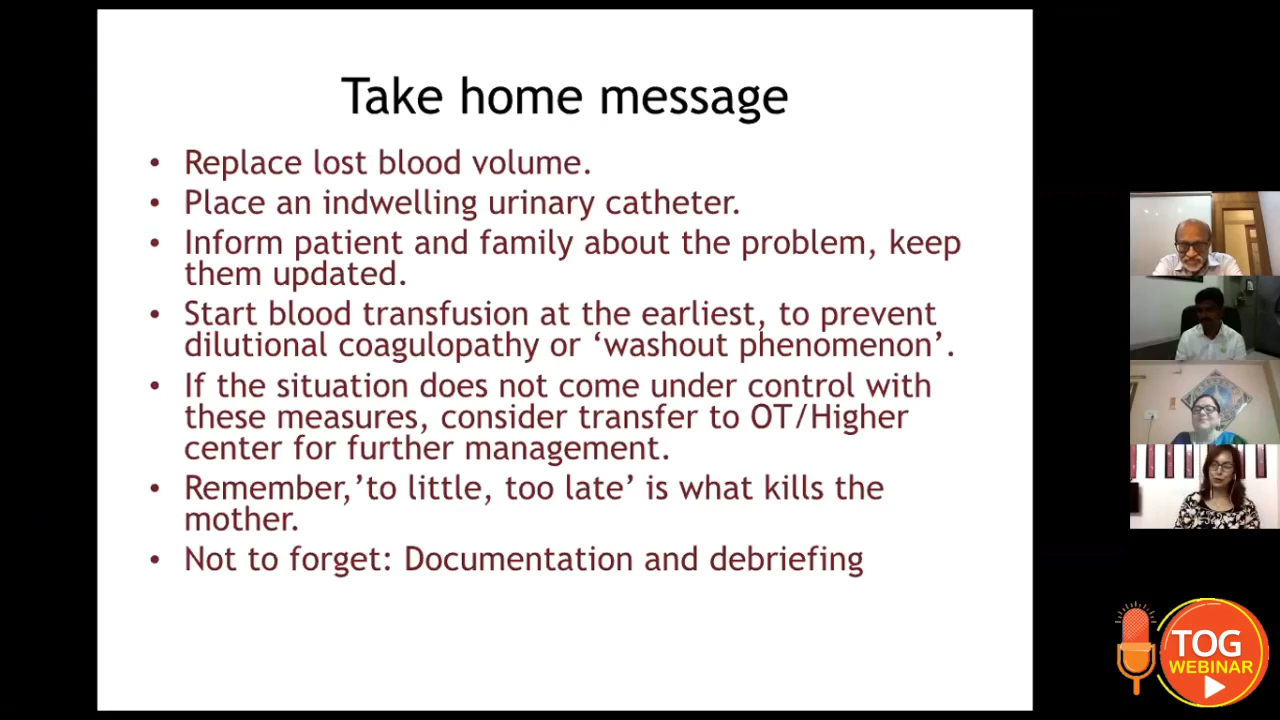 Take home message
• Replace lost blood volume.
• Place an indwelling urinary catheter.
• Inform patient and family about the problem, keep
them updated.
• Start blood transfusion at the earliest, to prevent
dilutional coagulopathy or ‘washout phenomenon’.
• If the situation does not come under control with
these measures, consider transfer to OT/Higher
center for further management.
• Remember,’to little, too late’ is what kills the
mother.
• Not to forget: Documentation and debriefing
TOG
WEBINAR